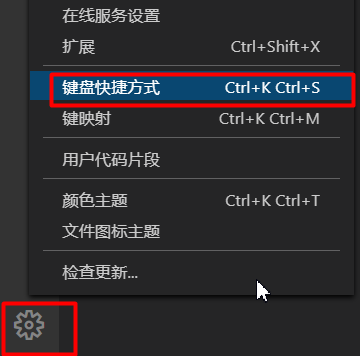 在线服务设置
扩展 Ctrl+Shift+X
键盘快捷方式 Ctrl+K Ctrl+S
键映射 Ctrl+K Ctrl+M
用户代码片段
颜色主题 Ctrl+K Ctrl+T
文件图标主题
检查更新...